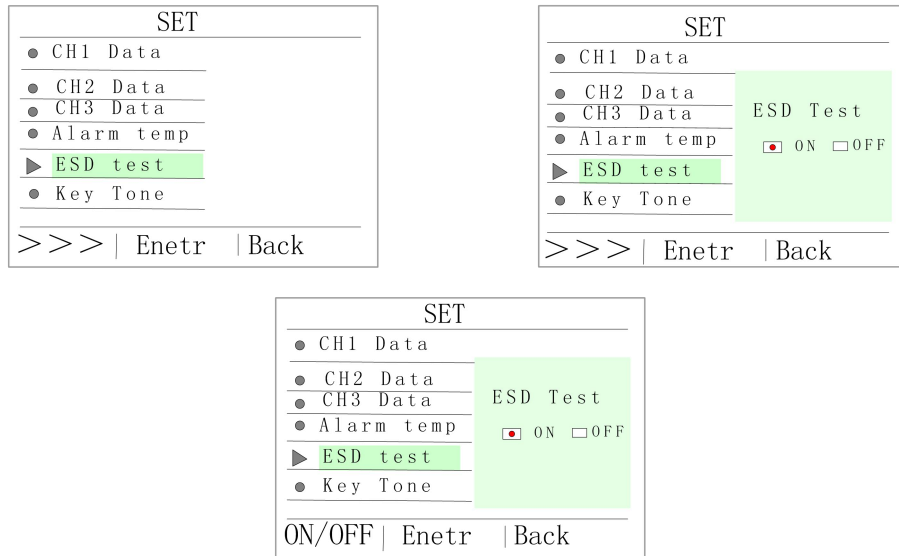 SET
CH1 Data
CH2 Data
CH3 Data
Alarm temp
ESD test
Key Tone
>>>| Enetr |Back
SET
CH1 Data
CH2 Data
CH3 Data
Alarm temp
ESD test
Key Tone
ESD Test
ON OFF
>>>| Enetr |Back
SET
CH1 Data
CH2 Data
CH3 Data
Alarm temp
ESD test
Key Tone
ESD Test
ON OFF
ON/OFF| Enetr |Back